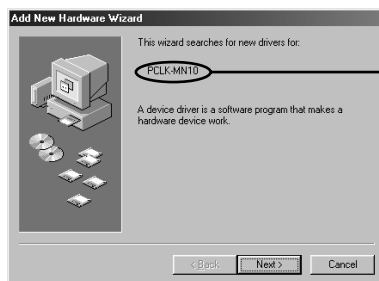 Add New Hardware Wizard
This wizard searches for new drivers for:
PCLK-MN10
A device driver is a software program that makes a
hardware device work.
< Back
Next >
Cancel